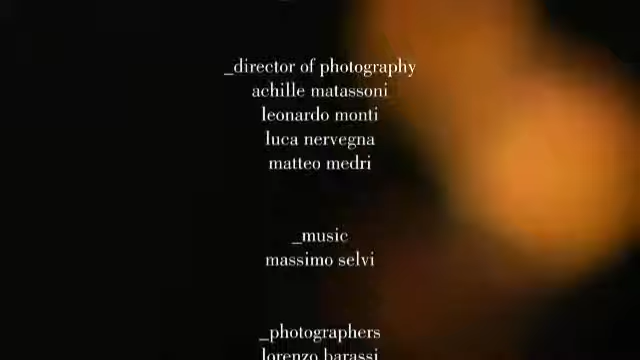 _director of photography
achille matassoni
leonardo monti
luca nervegna
matteo medri
_music
massimo selvi
_photographers
lorenzo barassi